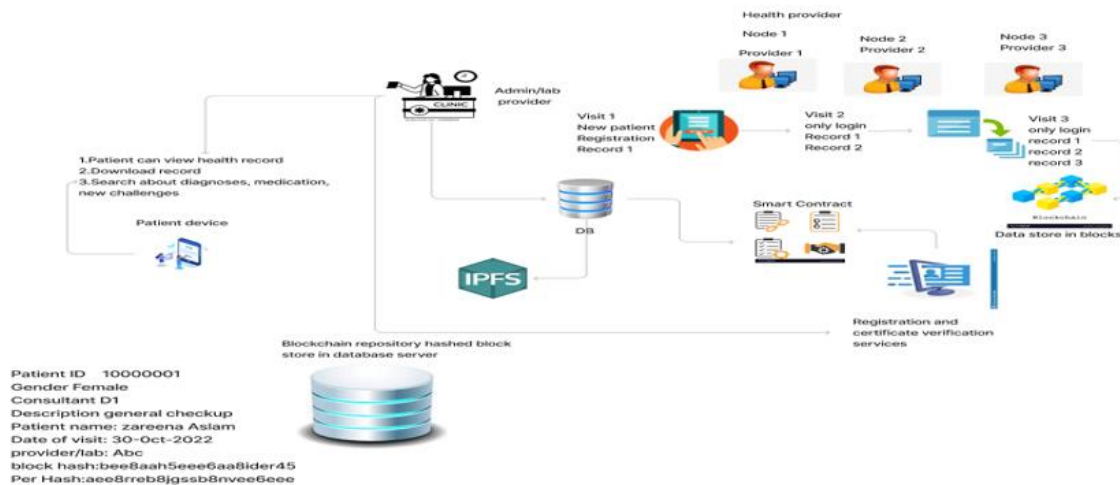 Health provider
Node 1
Provider 1
Node 2
Provider 2
Node 3
Provider 3
CLINIC
Admin/lab
provider
Visit 1
New patient
Registration
Record 1
Visit 2
only login
Record 1
Record 2
Visit 3
only login
record 1
record 2
record 3
1.Patient can view health record
2.Download record
3.Search about diagnoses, medication,
new challenges
Patient device
DB
Smart Contract
Blockchain
Data store in blocks
IPFS
Registration and
certificate verification
services
Blockchain repository hashed block
store in database server
Patient ID 10000001
Gender Female
Consultant D1
Description general checkup
Patient name: zareena Aslam
Date of visit: 30-Oct-2022
provider/lab: Abc
block hash:bee8aah5eee6aa8ider45
Per Hash:aee8rreb8jgssb8nvee6eee